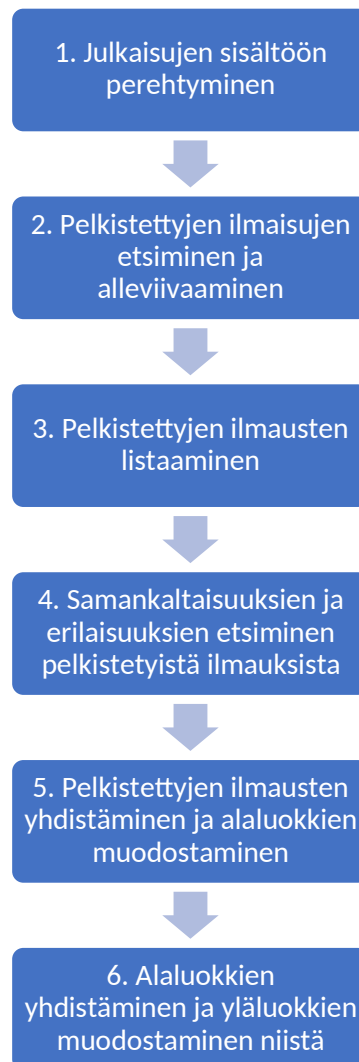 1. Julkaisujen sisältöön
perehtyminen
2. Pelkistettyjen ilmaisujen
etsiminen ja
alleviivaaminen
3. Pelkistettyjen ilmausten
listaaminen
4. Samankaltaisuuksien ja
erilaisuuksien etsiminen
pelkistetyistä ilmauksista
5. Pelkistettyjen ilmausten
yhdistäminen ja alaluokkien
muodostaminen
6. Alaluokkien
yhdistäminen ja yläluokkien
muodostaminen niistä